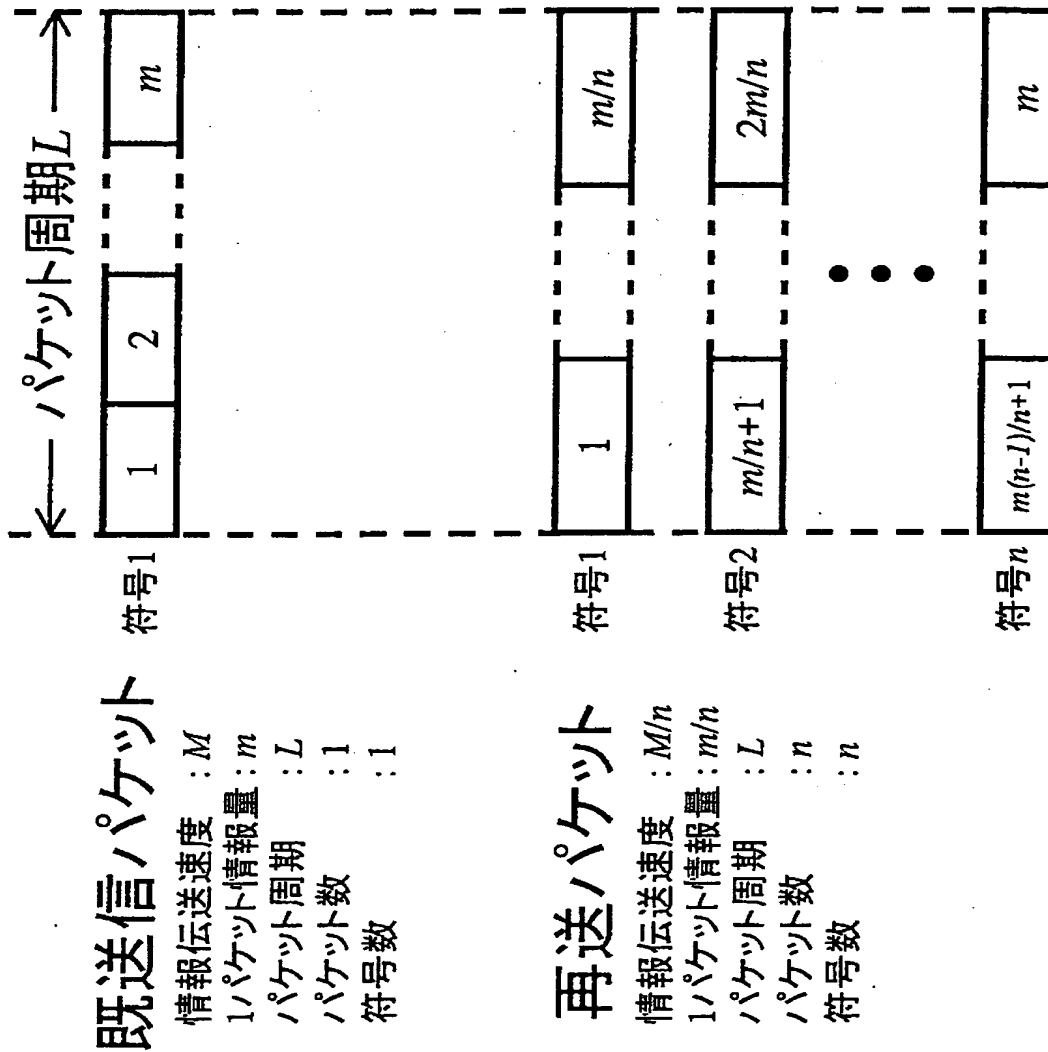 既送信パケット
情報伝送速度 : M
1パケット情報量 : m
パケット周期 : L
パケット数 : 1
符号数 : 1
パケット周期L
符号1
1
2
m
再送パケット
情報伝送速度 : M/n
1パケット情報量 : m/n
パケット周期 : L
パケット数 : n
符号数 : n
符号1
1
m/n
符号2
m/n+1
2m/n
符号n
m(n-1)/n+1
m